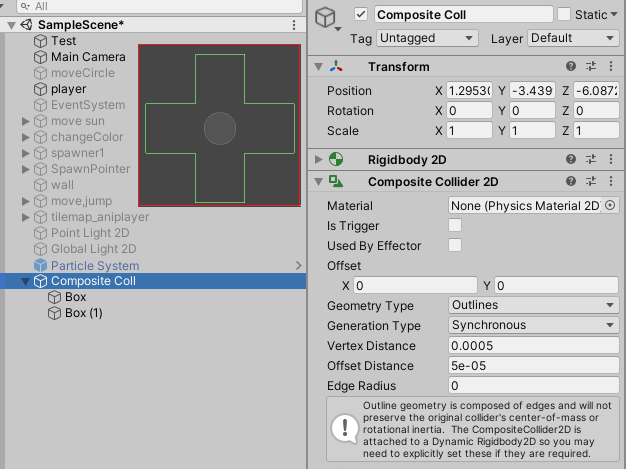 All
SampleScene*
Test
Main Camera
moveCircle
player
EventSystem
move sun
changeColor
spawner1
SpawnPointer
wall
move,jump
tilemap_aniplayer
Point Light 2D
Global Light 2D
Particle System
Composite Coll
Box
Box (1)
Composite Coll Static
Tag Untagged Layer Default
Transform
Position X 1.2953 Y -3.439 Z -6.087
Rotation X 0 Y 0 Z 0
Scale X 1 Y 1 Z 1
Rigidbody 2D
Composite Collider 2D
Material None (Physics Material 2D)
Is Trigger
Used By Effector
Offset
X 0 Y 0
Geometry Type Outlines
Generation Type Synchronous
Vertex Distance 0.0005
Offset Distance 5e-05
Edge Radius 0
Outline geometry is composed of edges and will not
preserve the original collider's center-of-mass or
rotational inertia. The CompositeCollider2D is
attached to a Dynamic Rigidbody2D so you may
need to explicitly set these if they are required.